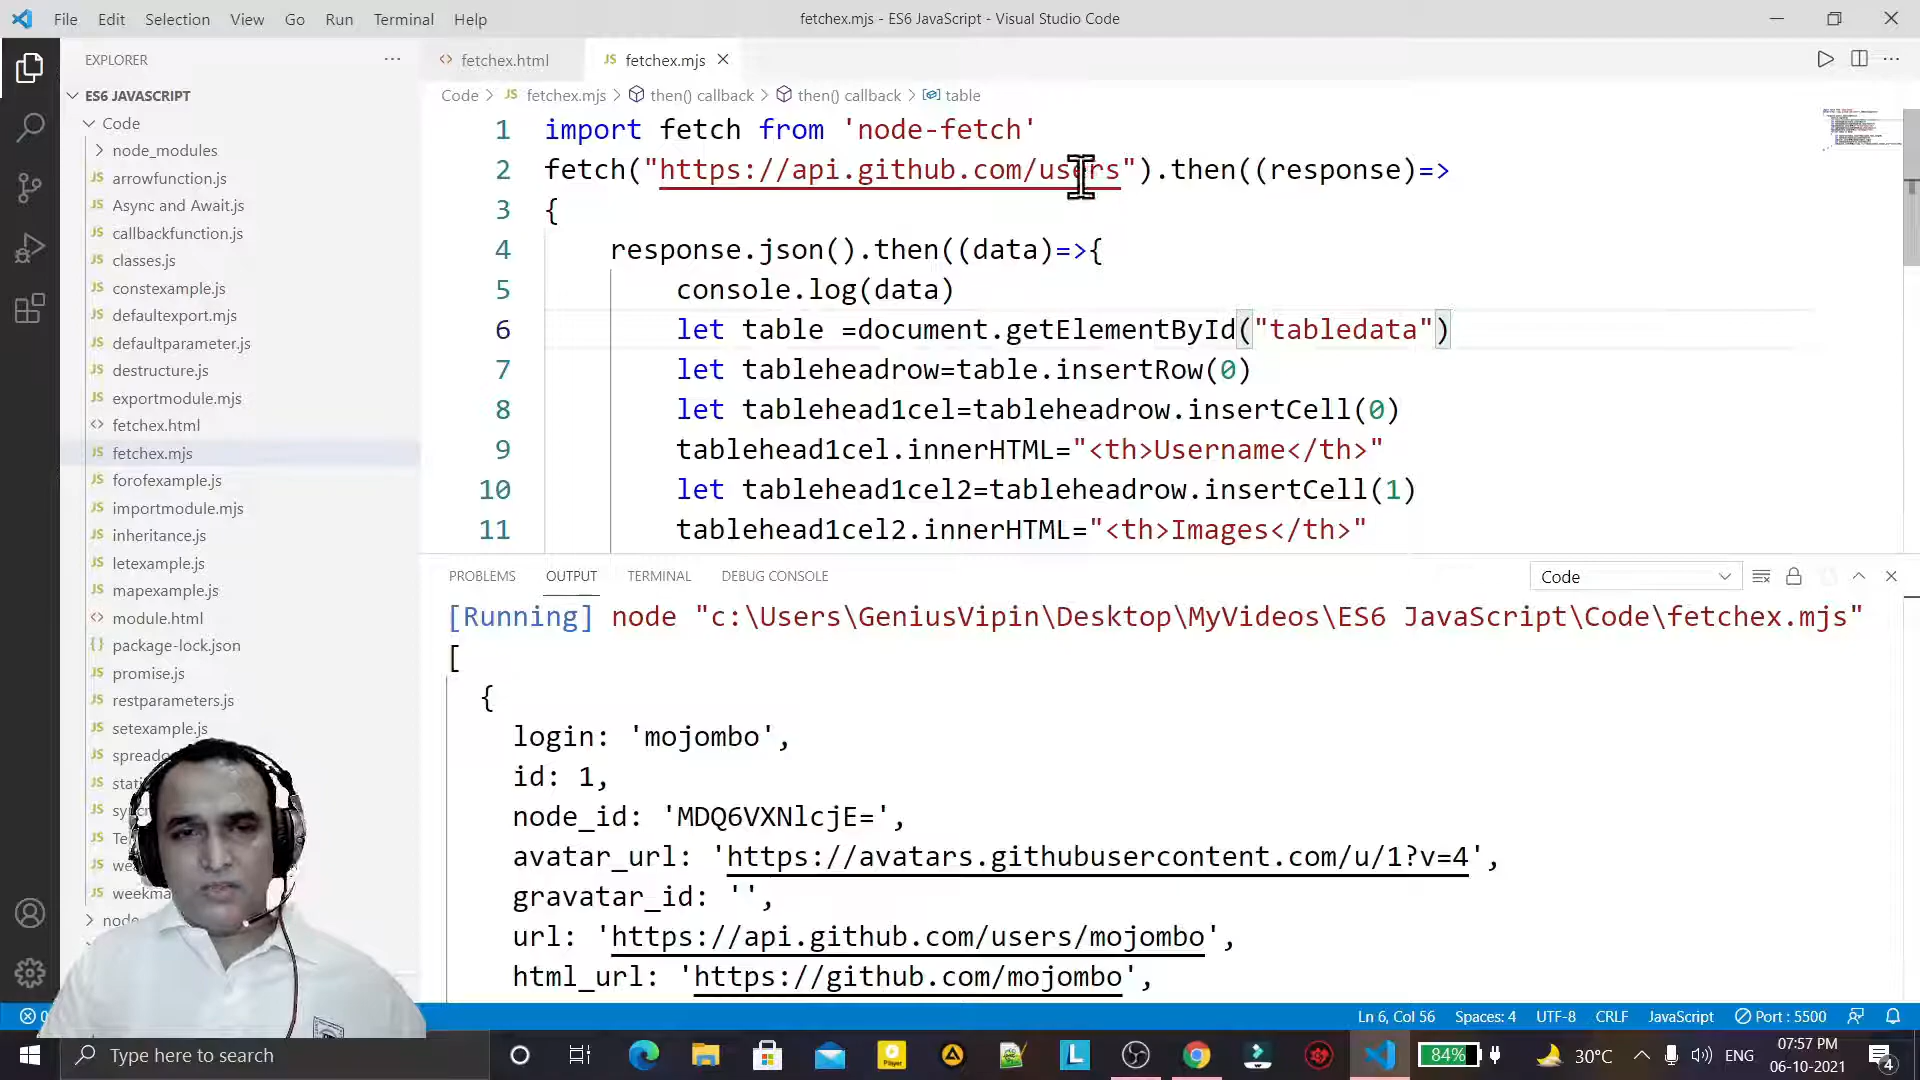 File Edit Selection View Go Run Terminal Help
fetchex.mjs - ES6 JavaScript - Visual Studio Code
EXPLORER
ES6 JAVASCRIPT
Code
node_modules
arrowfunction.js
Async and Await.js
callbackfunction.js
classes.js
constexample.js
defaultexport.mjs
defaultparameter.js
destructure.js
exportmodule.mjs
fetchex.html
fetchex.mjs
forofexample.js
importmodule.mjs
inheritance.js
letexample.js
mapexample.js
module.html
package-lock.json
promise.js
restparameters.js
setexample.js
fetchex.html
fetchex.mjs
Code > JS fetchex.mjs > then() callback > then() callback > table
1 import fetch from 'node-fetch'
2 fetch("https://api.github.com/users").then((response)=>
3 {
4 response.json().then((data)=>{
5 console.log(data)
6 let table =document.getElementById("tabledata")
7 let tableheadrow=table.insertRow(0)
8 let tablehead1cel=tableheadrow.insertCell(0)
9 tablehead1cel.innerHTML="<th>Username</th>"
10 let tablehead1cel2=tableheadrow.insertCell(1)
11 tablehead1cel2.innerHTML="<th>Images</th>"
PROBLEMS OUTPUT TERMINAL DEBUG CONSOLE
Code
[Running] node "c:\Users\GeniusVipin\Desktop\MyVideos\ES6 JavaScript\Code\fetchex.mjs"
[
{
login: 'mojombo',
id: 1,
node_id: 'MDQ6VXNlcjE=',
avatar_url: 'https://avatars.githubusercontent.com/u/1?v=4',
gravatar_id: '',
url: 'https://api.github.com/users/mojombo',
html_url: 'https://github.com/mojombo',
Ln 6, Col 56 Spaces: 4 UTF-8 CRLF JavaScript Port : 5500
Type here to search
84%
30°C
ENG
07:57 PM
06-10-2021
4